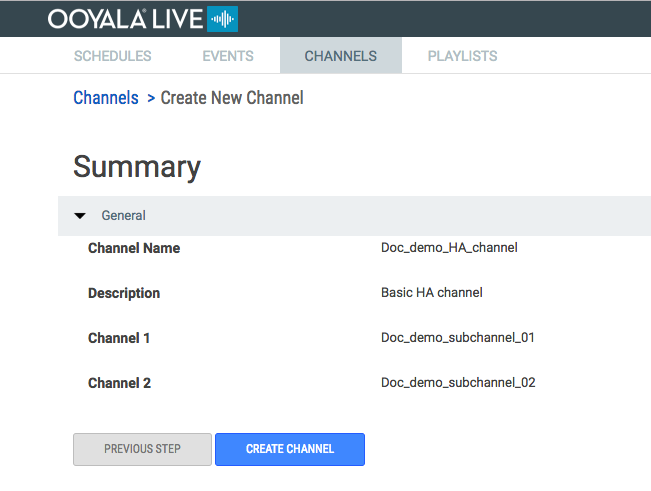 OOYALA® LIVE
SCHEDULES EVENTS CHANNELS PLAYLISTS
Channels > Create New Channel
Summary
General
Channel Name Doc_demo_HA_channel
Description Basic HA channel
Channel 1 Doc_demo_subchannel_01
Channel 2 Doc_demo_subchannel_02
PREVIOUS STEP CREATE CHANNEL